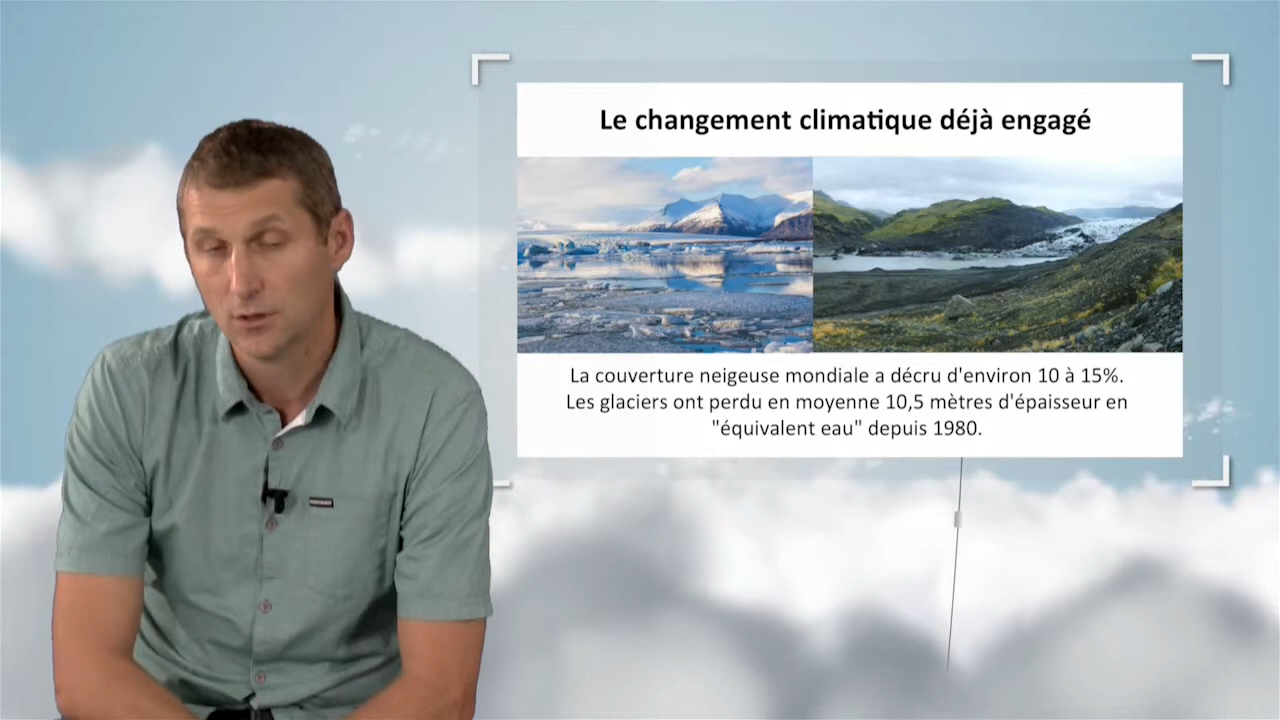 Le changement climatique déjà engagé
La couverture neigeuse mondiale a décru d'environ 10 à 15%.
Les glaciers ont perdu en moyenne 10,5 mètres d'épaisseur en
"équivalent eau" depuis 1980.